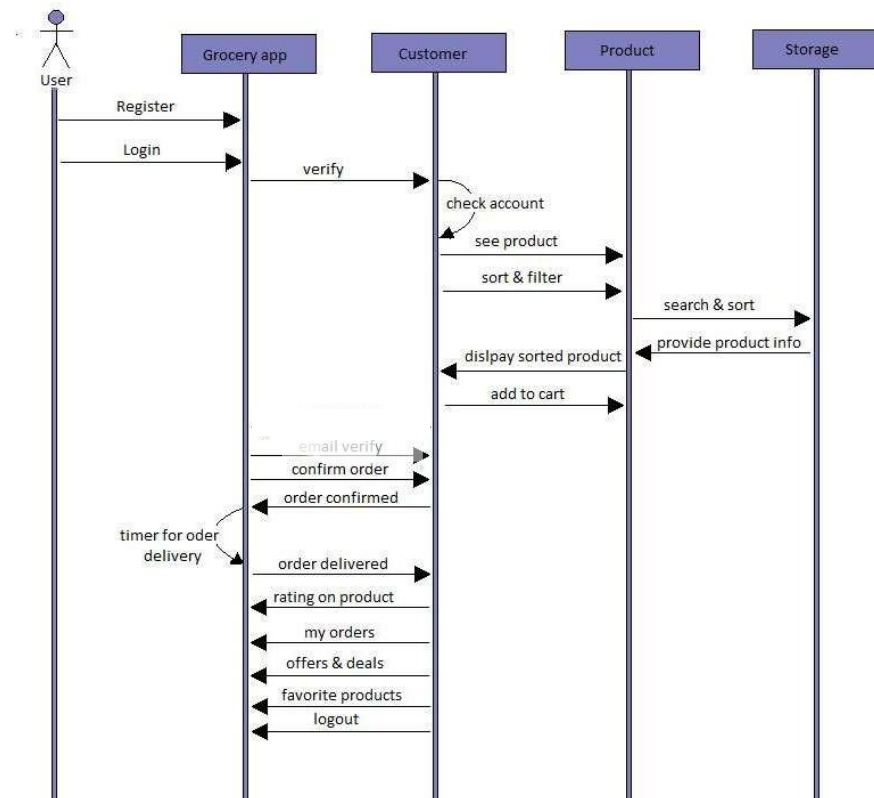 User
Grocery app
Customer
Product
Storage
Register
Login
verify
check account
see product
sort & filter
search & sort
provide product info
dislpay sorted product
add to cart
email verify
confirm order
order confirmed
timer for oder
delivery
order delivered
rating on product
my orders
offers & deals
favorite products
logout